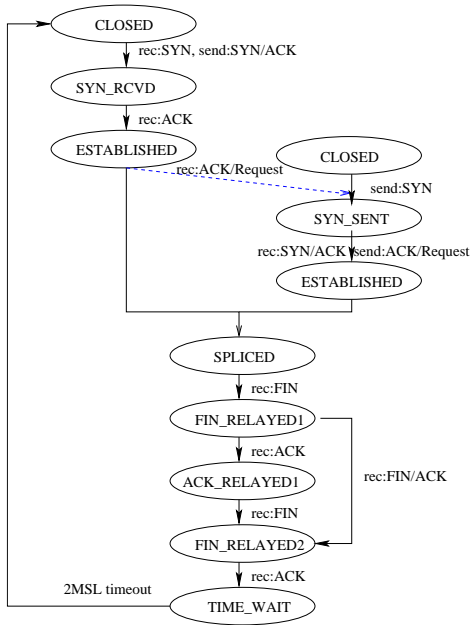 CLOSED
rec:SYN, send:SYN/ACK
SYN_RCVD
rec:ACK
ESTABLISHED
rec:ACK/Request
CLOSED
send:SYN
SYN_SENT
rec:SYN/ACK
send:ACK/Request
ESTABLISHED
SPLICED
rec:FIN
FIN_RELAYED1
rec:ACK
rec:FIN/ACK
ACK_RELAYED1
rec:FIN
FIN_RELAYED2
rec:ACK
2MSL timeout
TIME_WAIT